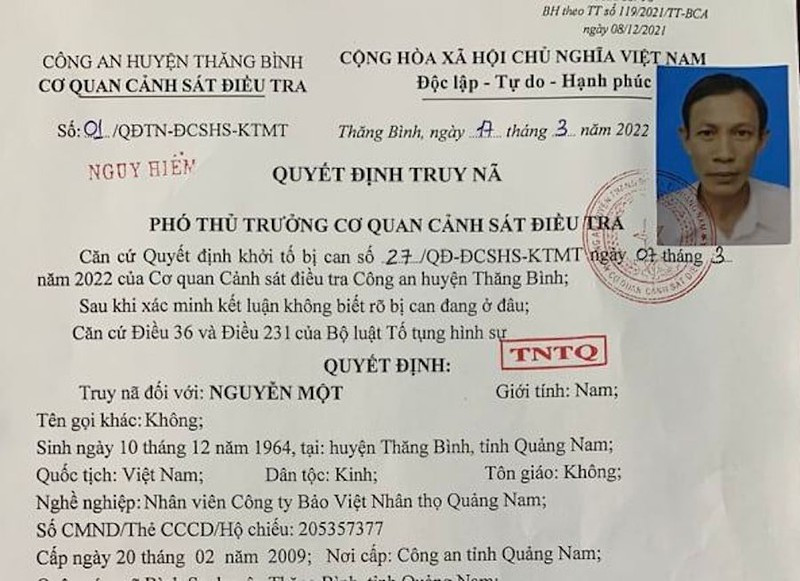 BH theo TT số 119/2021/TT-BCA
ngày 08/12/2021
CÔNG AN HUYỆN THĂNG BÌNH
CƠ QUAN CẢNH SÁT ĐIỀU TRA
CỘNG HÒA XÃ HỘI CHỦ NGHĨA VIỆT NAM
Độc lập - Tự do - Hạnh phúc
Số: 01 /QĐTN-ĐCSHS-KTMT
Thăng Bình, ngày 17 tháng 3 năm 2022
NGUY HIỂM
QUYẾT ĐỊNH TRUY NÃ
PHÓ THỦ TRƯỞNG CƠ QUAN CẢNH SÁT ĐIỀU TRA
Căn cứ Quyết định khởi tố bị can số 27 /QĐ-ĐCSHS-KTMT ngày 07 tháng 3
năm 2022 của Cơ quan Cảnh sát điều tra Công an huyện Thăng Bình;
Sau khi xác minh kết luận không biết rõ bị can đang ở đâu;
Căn cứ Điều 36 và Điều 231 của Bộ luật Tố tụng hình sự
TNTQ
QUYẾT ĐỊNH:
Truy nã đối với: NGUYỄN MỘT Giới tính: Nam;
Tên gọi khác: Không;
Sinh ngày 10 tháng 12 năm 1964, tại: huyện Thăng Bình, tỉnh Quảng Nam;
Quốc tịch: Việt Nam; Dân tộc: Kinh; Tôn giáo: Không;
Nghề nghiệp: Nhân viên Công ty Bảo Việt Nhân thọ Quảng Nam;
Số CMND/Thẻ CCCD/Hộ chiếu: 205357377
Cấp ngày 20 tháng 02 năm 2009; Nơi cấp: Công an tỉnh Quảng Nam;